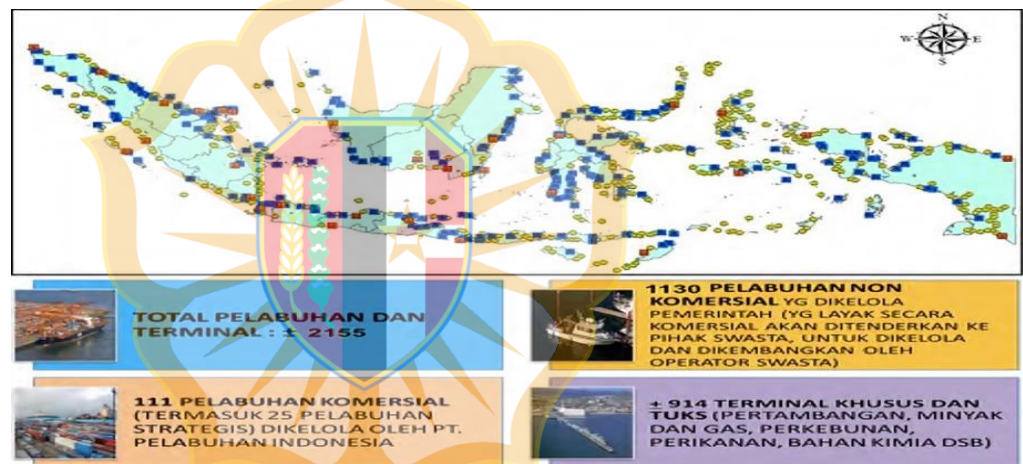 N
W E
S
TOTAL PELABUHAN DAN
TERMINAL : ± 2155
1130 PELABUHAN NON
KOMERSIAL YG DIKELOLA
PEMERINTAH (YG LAYAK SECARA
KOMERSIAL AKAN DITENDERKAN KE
PIHAK SWASTA, UNTUK DIKELOLA
DAN DIKEMBANGKAN OLEH
OPERATOR SWASTA)
111 PELABUHAN KOMERSIAL
(TERMASUK 25 PELABUHAN
STRATEGIS) DIKELOLA OLEH PT.
PELABUHAN INDONESIA
± 914 TERMINAL KHUSUS DAN
TUKS (PERTAMBANGAN, MINYAK
DAN GAS, PERKEBUNAN,
PERIKANAN, BAHAN KIMIA DSB)